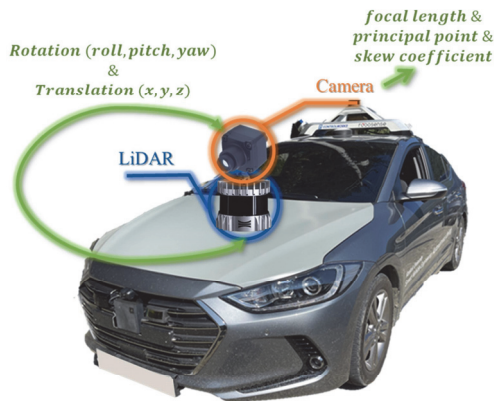 focal length &
principal point &
skew coefficient
Rotation (roll, pitch, yaw)
&
Translation (x, y, z)
Camera
LiDAR